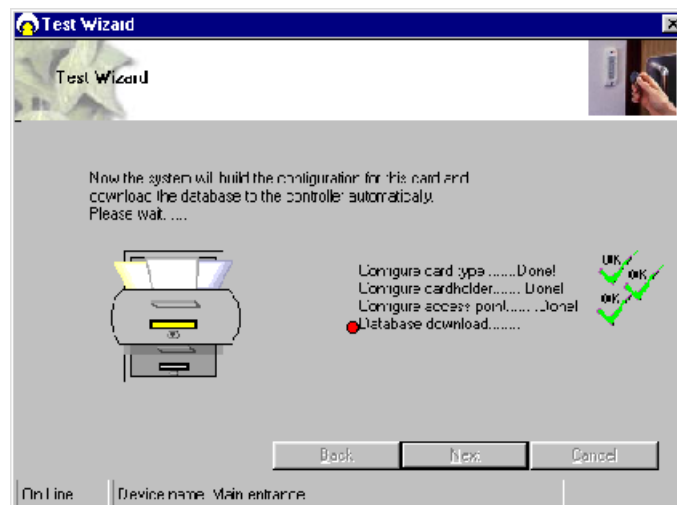 Test Wizard
Test Wizard
Now the system will build the configuration for this card and
download the database to the controller automaticaly.
Please wait......
Configure card type.......Done!
OK
Configure cardholder....... Done!
OK
Configure access point.......Done!
OK
Database download........
Back
Next
Cancel
On Line
Device name: Main entrance